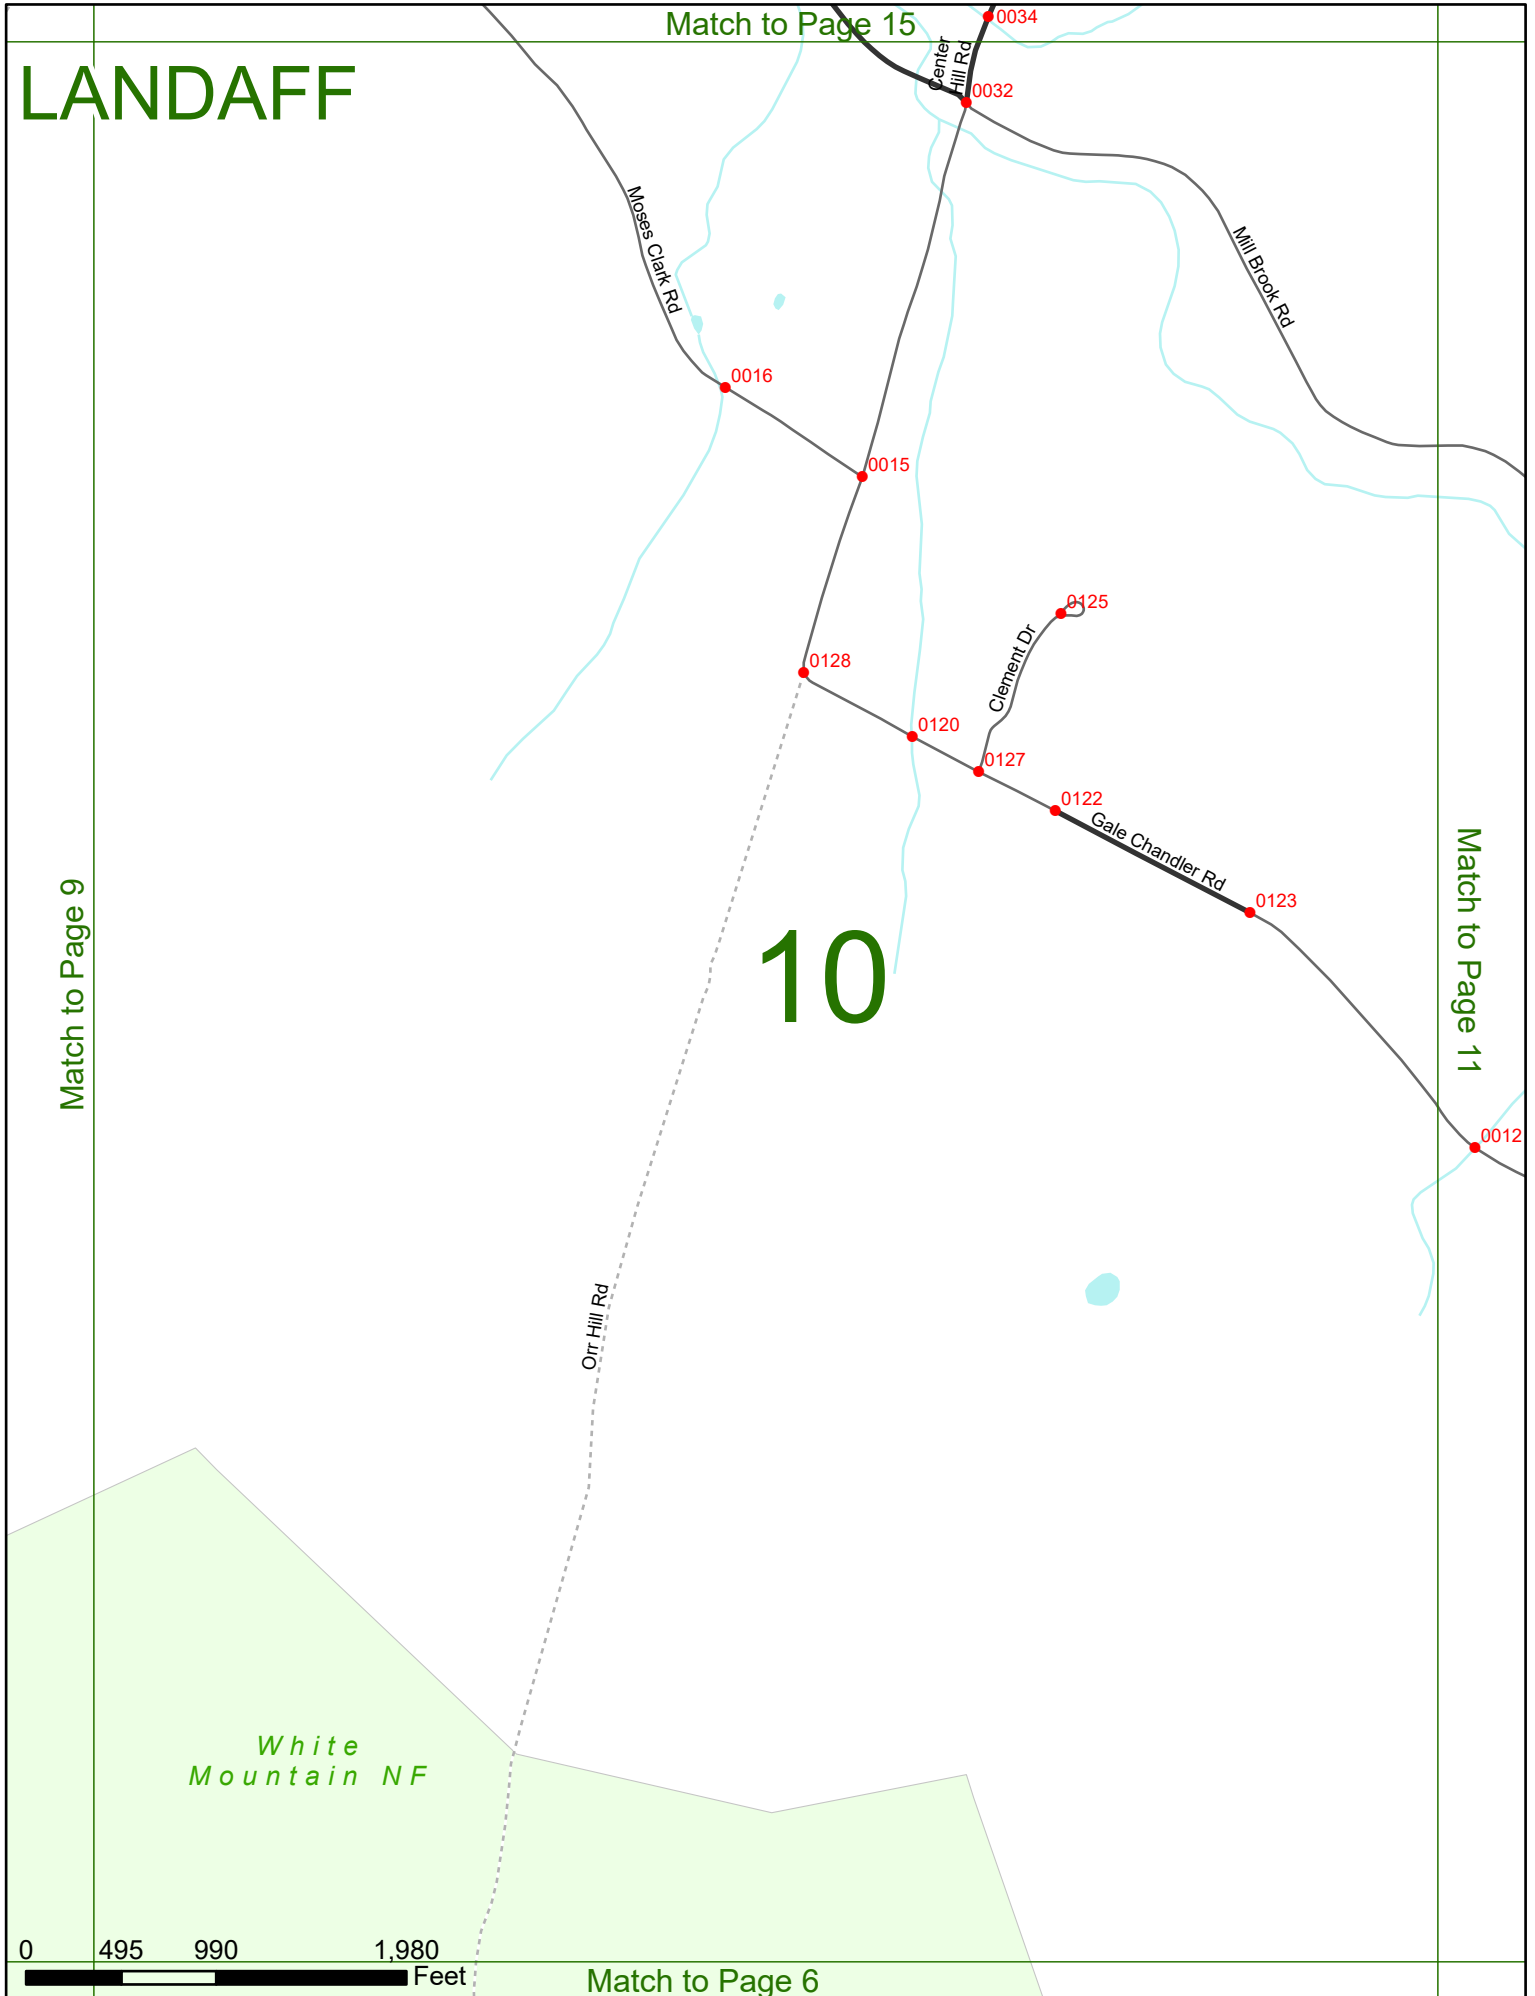 Match to Page 15
0034
LANDAFF
Center
Hill Rd
0032
Moses Clark Rd
Mill Brook Rd
0016
0015
0125
Clement Dr
0128
0120
0127
0122
Gale Chandler Rd
0123
Match to Page 9
10
Match to Page 11
0012
Orr Hill Rd
White
Mountain NF
0 495 990 1,980
Feet
Match to Page 6